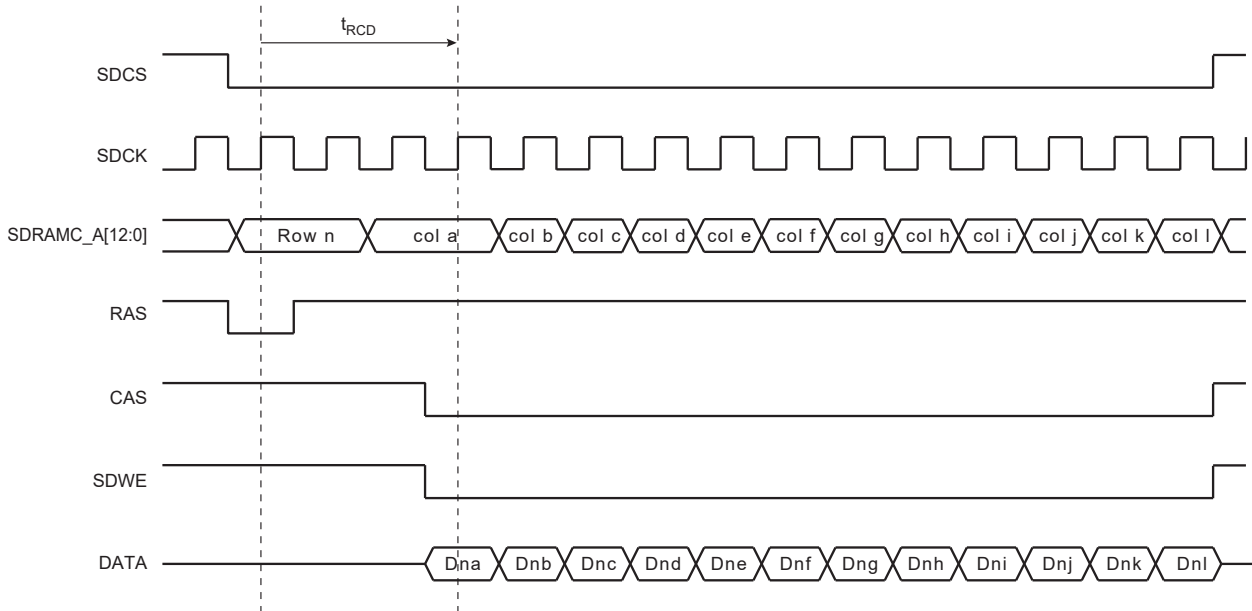 tRCD
SDCS
SDCK
SDRAMC_A[12:0] Row n col a col b col c col d col e col f col g col h col i col j col k col l
RAS
CAS
SDWE
DATA Dna Dnb Dnc Dnd Dne Dnf Dng Dnh Dni Dnj Dnk Dnl